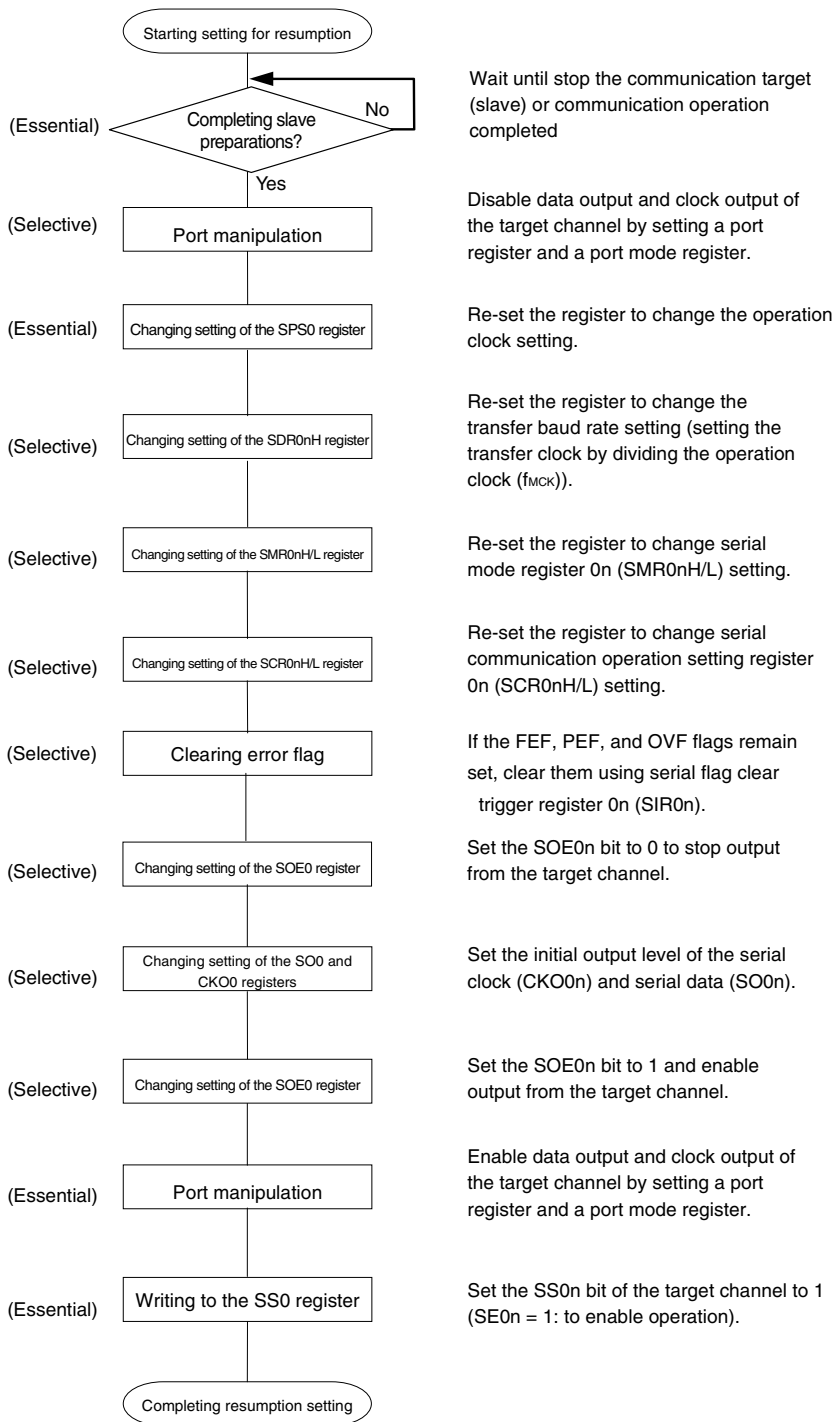 Starting setting for resumption
(Essential)
Completing slave
preparations?
No
Yes
Wait until stop the communication target
(slave) or communication operation
completed
(Selective)
Port manipulation
Disable data output and clock output of
the target channel by setting a port
register and a port mode register.
(Essential)
Changing setting of the SPS0 register
Re-set the register to change the operation
clock setting.
(Selective)
Changing setting of the SDR0nH register
Re-set the register to change the
transfer baud rate setting (setting the
transfer clock by dividing the operation
clock (fMCK)).
(Selective)
Changing setting of the SMR0nH/L register
Re-set the register to change serial
mode register 0n (SMR0nH/L) setting.
(Selective)
Changing setting of the SCR0nH/L register
Re-set the register to change serial
communication operation setting register
0n (SCR0nH/L) setting.
(Selective)
Clearing error flag
If the FEF, PEF, and OVF flags remain
set, clear them using serial flag clear
trigger register 0n (SIR0n).
(Selective)
Changing setting of the SOE0 register
Set the SOE0n bit to 0 to stop output
from the target channel.
(Selective)
Changing setting of the SO0 and
CKO0 registers
Set the initial output level of the serial
clock (CKO0n) and serial data (SO0n).
(Selective)
Changing setting of the SOE0 register
Set the SOE0n bit to 1 and enable
output from the target channel.
(Essential)
Port manipulation
Enable data output and clock output of
the target channel by setting a port
register and a port mode register.
(Essential)
Writing to the SS0 register
Set the SS0n bit of the target channel to 1
(SE0n = 1: to enable operation).
Completing resumption setting